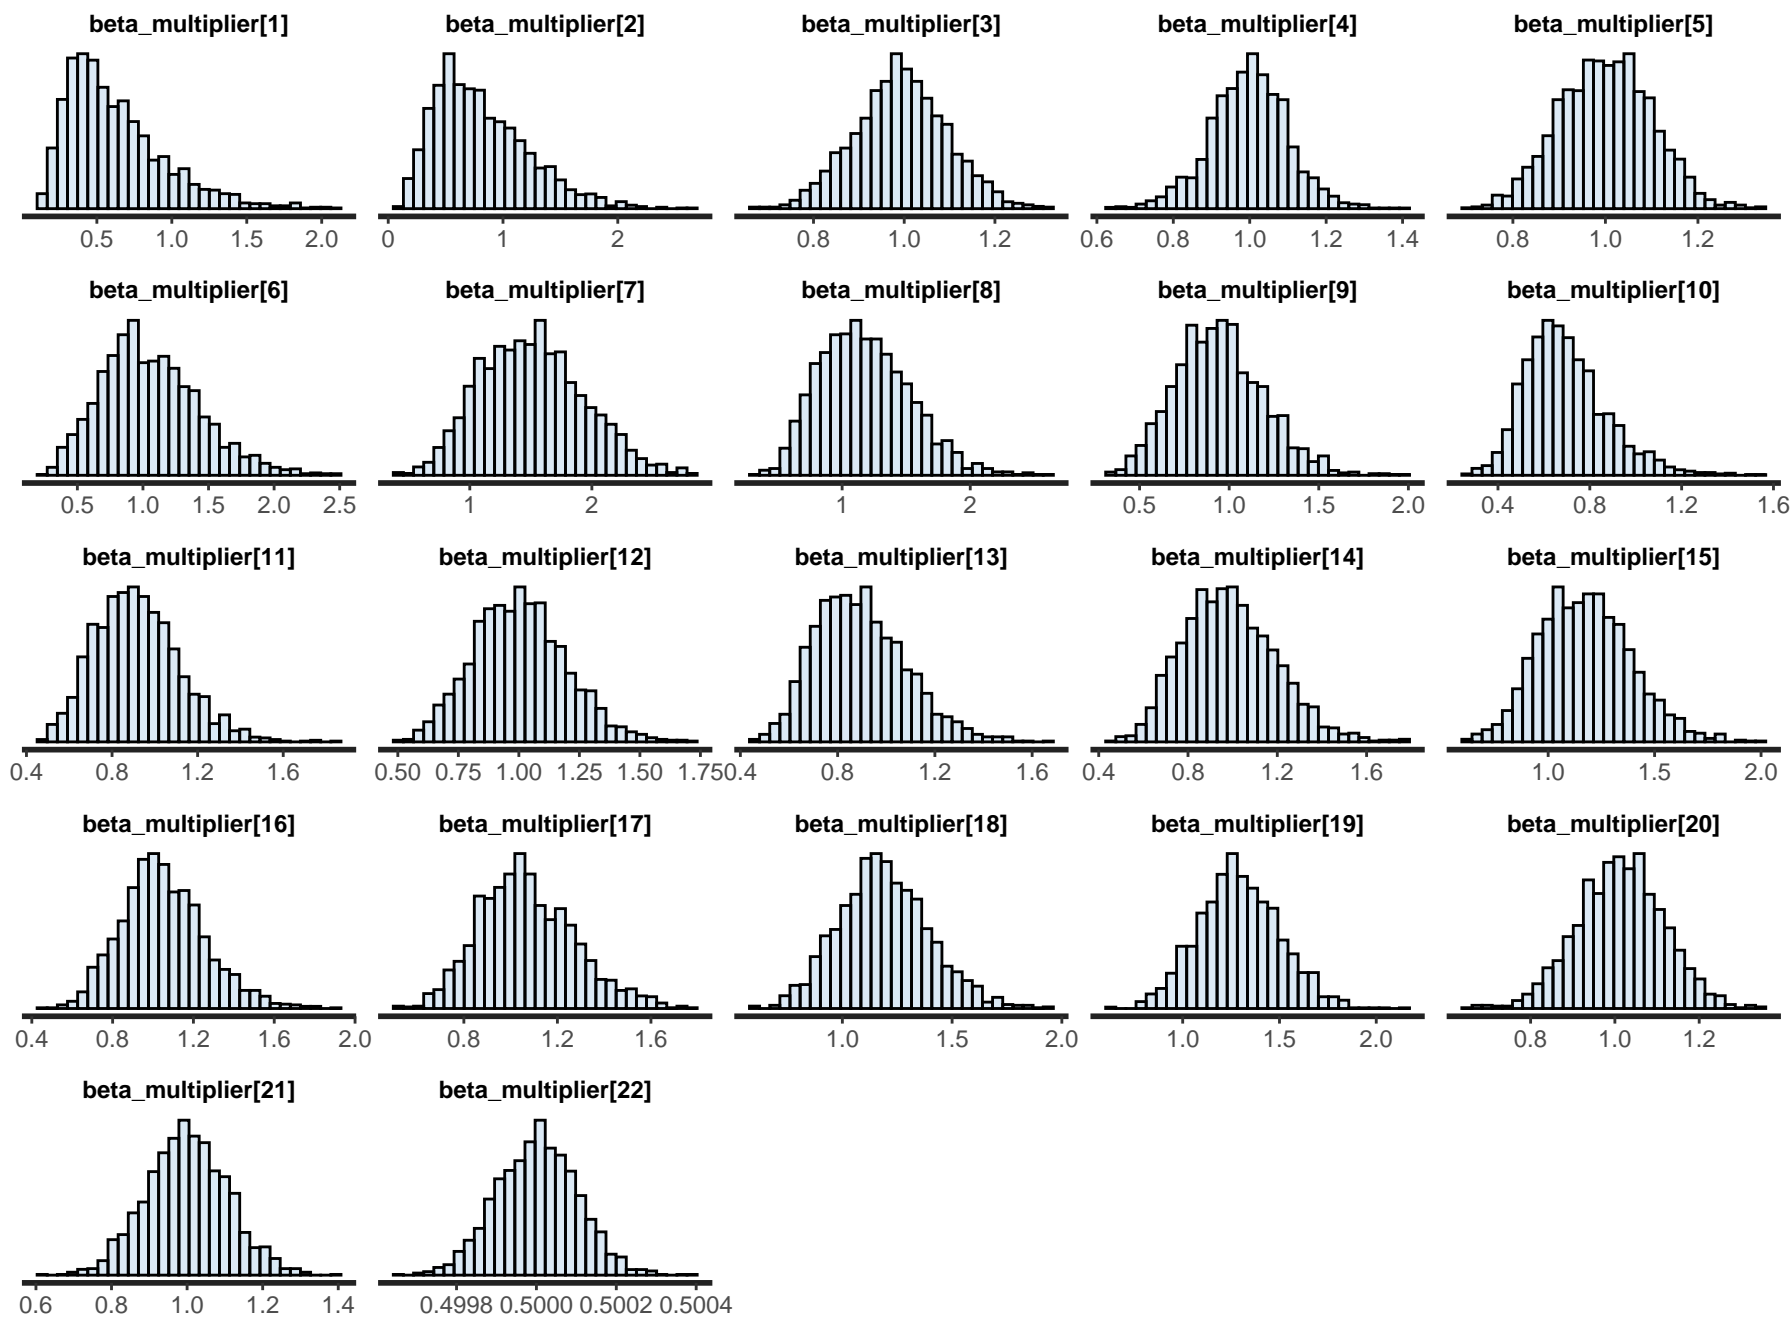 beta_multiplier[1] beta_multiplier[2] beta_multiplier[3] beta_multiplier[4] beta_multiplier[5]
0.5 1.0 1.5 2.0 0 1 2 0.8 1.0 1.2 0.6 0.8 1.0 1.2 1.4 0.8 1.0 1.2
beta_multiplier[6] beta_multiplier[7] beta_multiplier[8] beta_multiplier[9] beta_multiplier[10]
0.5 1.0 1.5 2.0 2.5 1 2 1 2 0.5 1.0 1.5 2.0 0.4 0.8 1.2 1.6
beta_multiplier[11] beta_multiplier[12] beta_multiplier[13] beta_multiplier[14] beta_multiplier[15]
0.4 0.8 1.2 1.6 0.50 0.75 1.00 1.25 1.50 1.75 0.4 0.8 1.2 1.6 0.4 0.8 1.2 1.6 1.0 1.5 2.0
beta_multiplier[16] beta_multiplier[17] beta_multiplier[18] beta_multiplier[19] beta_multiplier[20]
0.4 0.8 1.2 1.6 2.0 0.8 1.2 1.6 1.0 1.5 2.0 1.0 1.5 2.0 0.8 1.0 1.2
beta_multiplier[21] beta_multiplier[22]
0.6 0.8 1.0 1.2 1.4 0.4998 0.5000 0.5002 0.5004